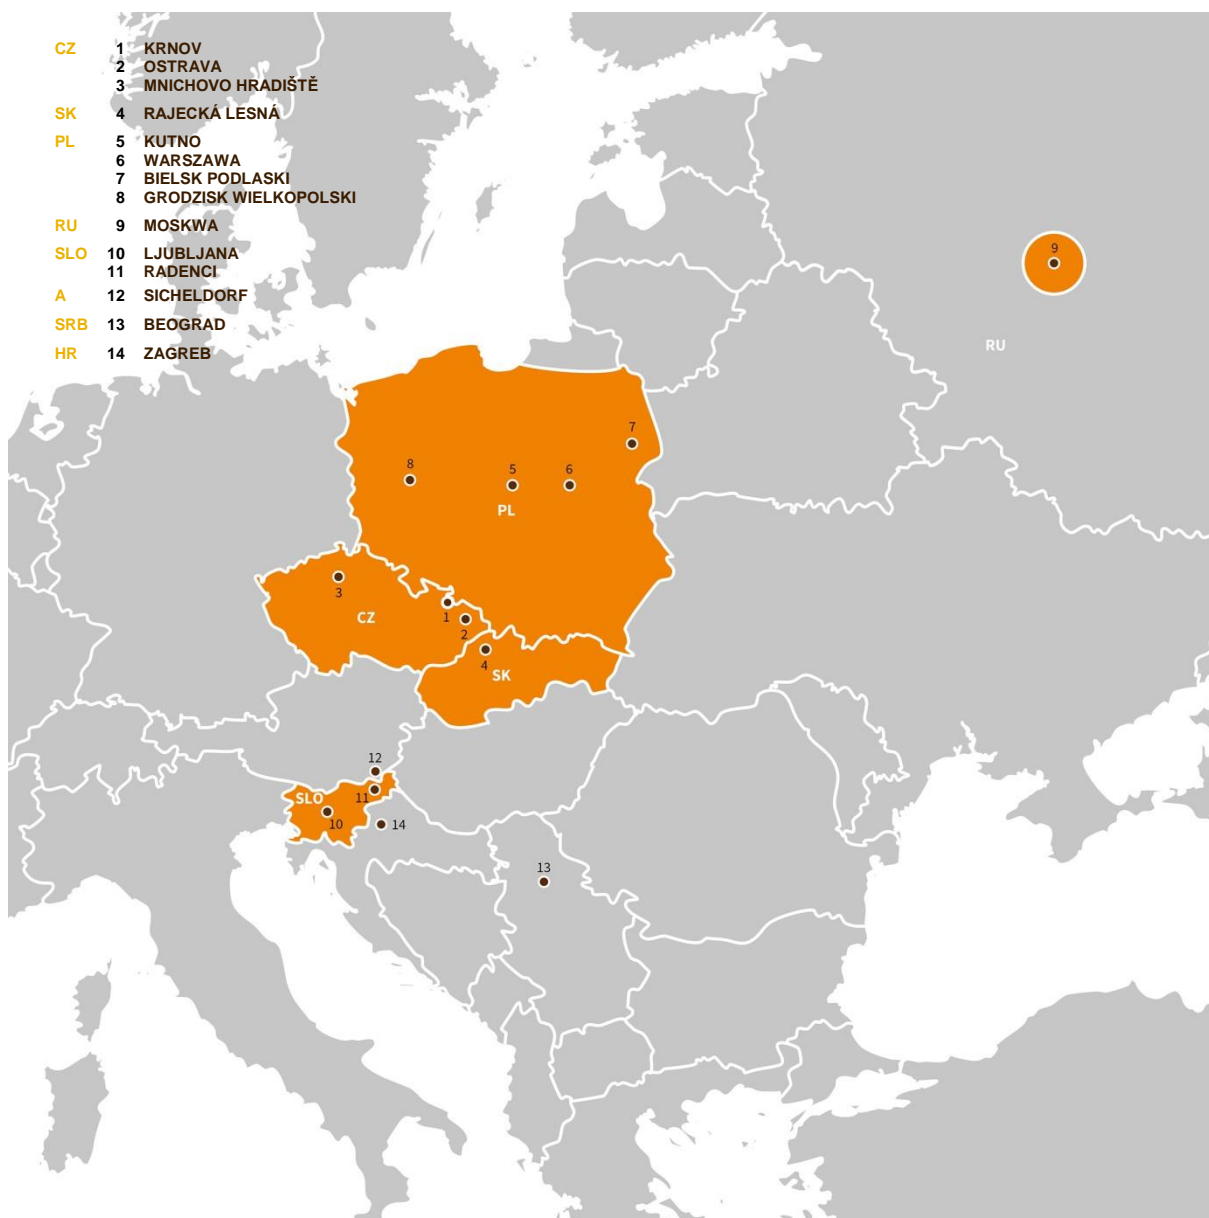 CZ 1 KRNOV
2 OSTRAVA
3 MNICHOVO HRADIŠTĚ
SK 4 RAJECKÁ LESNÁ
PL 5 KUTNO
6 WARSZAWA
7 BIELSK PODLASKI
8 GRODZISK WIELKOPOLSKI
RU 9 MOSKWA
SLO 10 LJUBLJANA
11 RADENCI
A 12 SICHELDORF
SRB 13 BEOGRAD
HR 14 ZAGREB
9
RU
7
8
5
6
PL
3
1
CZ
2
4
SK
12
SLO
11
10
14
13